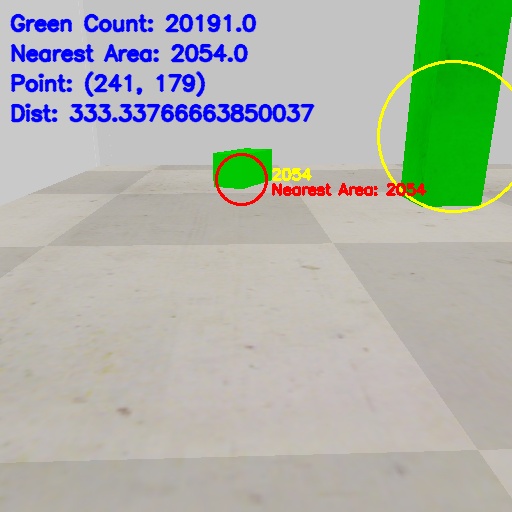 Green Count: 20191.0
Nearest Area: 2054.0
Point: (241, 179)
Dist: 333.33766663850037
2054
Nearest Area: 2054